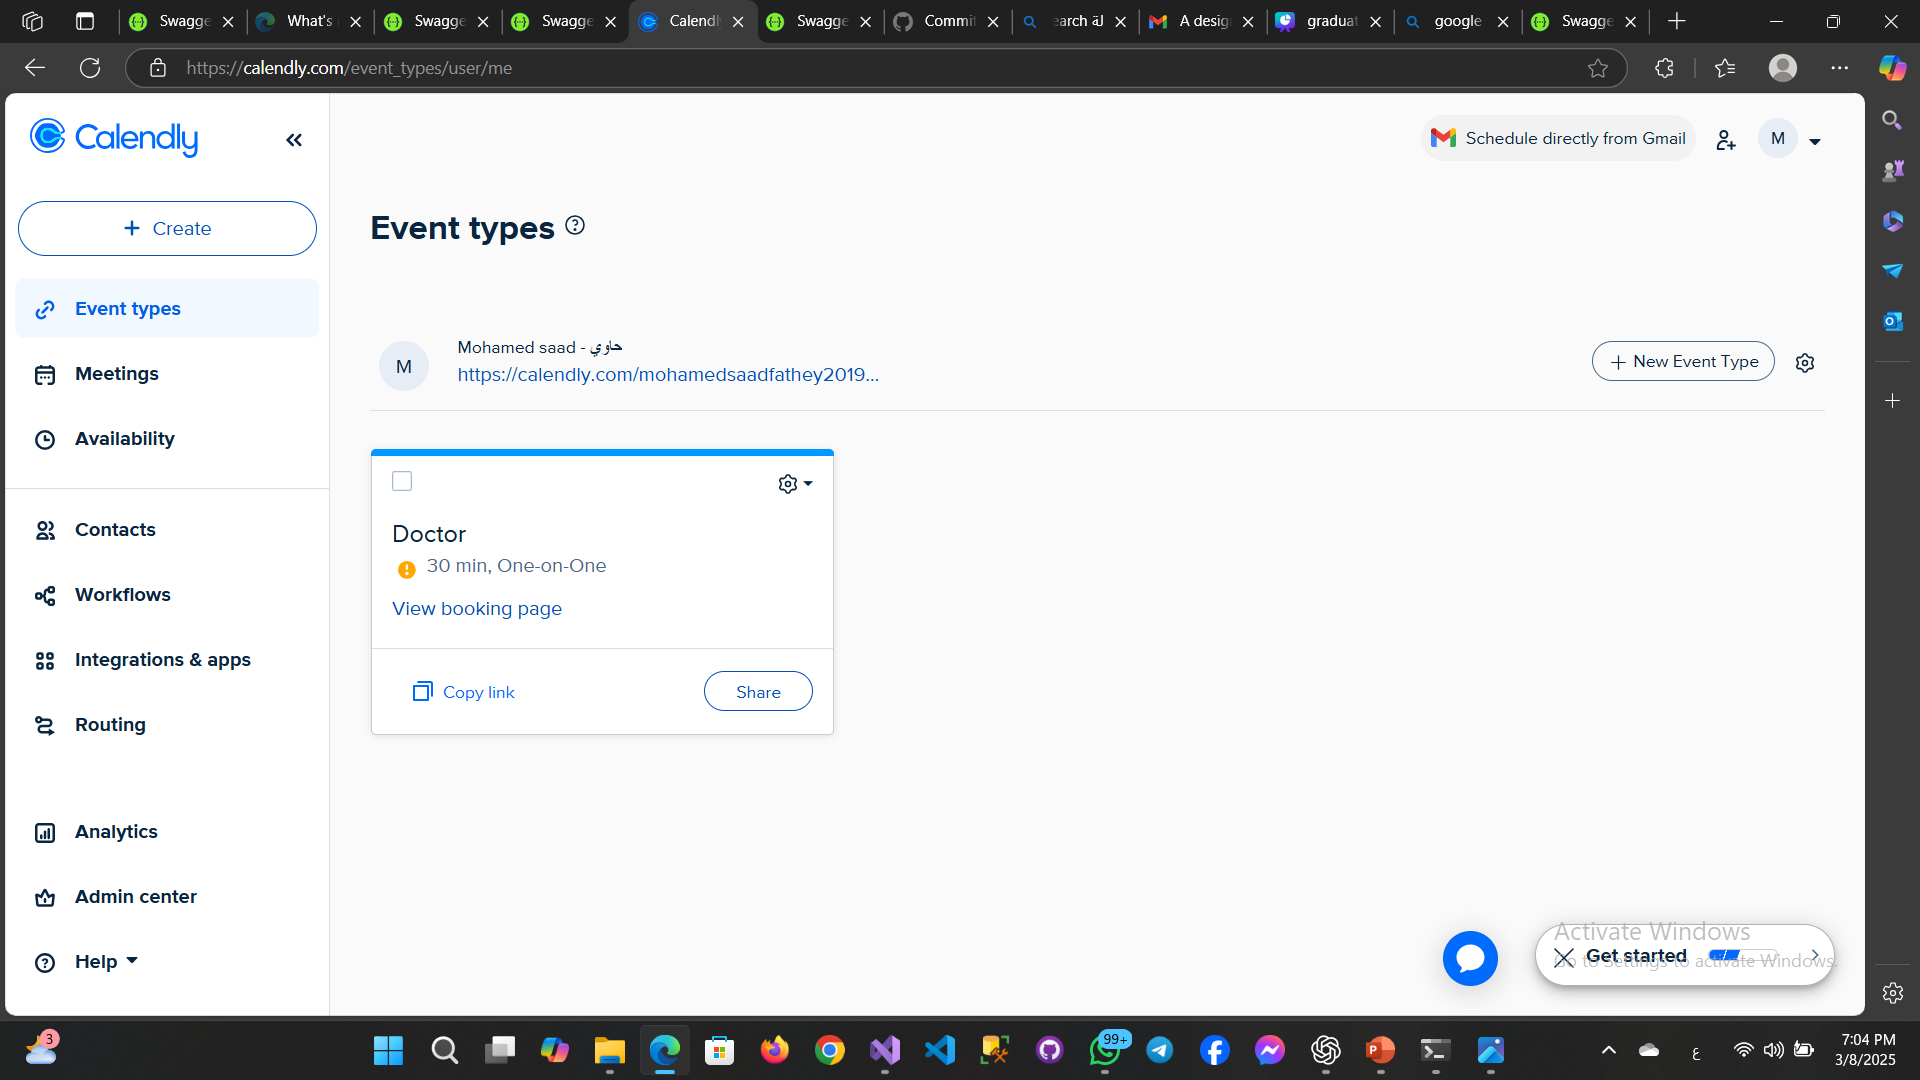 Swagge
What's
Swagge
Swagge
Calendly
Swagge
Commit
earch
A desig
graduat
google
Swagge
https://calendly.com/event_types/user/me
Calendly
Schedule directly from Gmail
M
+ Create
Event types
Meetings
Availability
Contacts
Workflows
Integrations & apps
Routing
Analytics
Admin center
Help
Event types
M
Mohamed saad - حاوي
https://calendly.com/mohamedsaadfathey2019...
+ New Event Type
Doctor
30 min, One-on-One
View booking page
Copy link
Share
Activate Windows
Get started
Go to Settings to activate Windows.
3
99+
ع
7:04 PM
3/8/2025